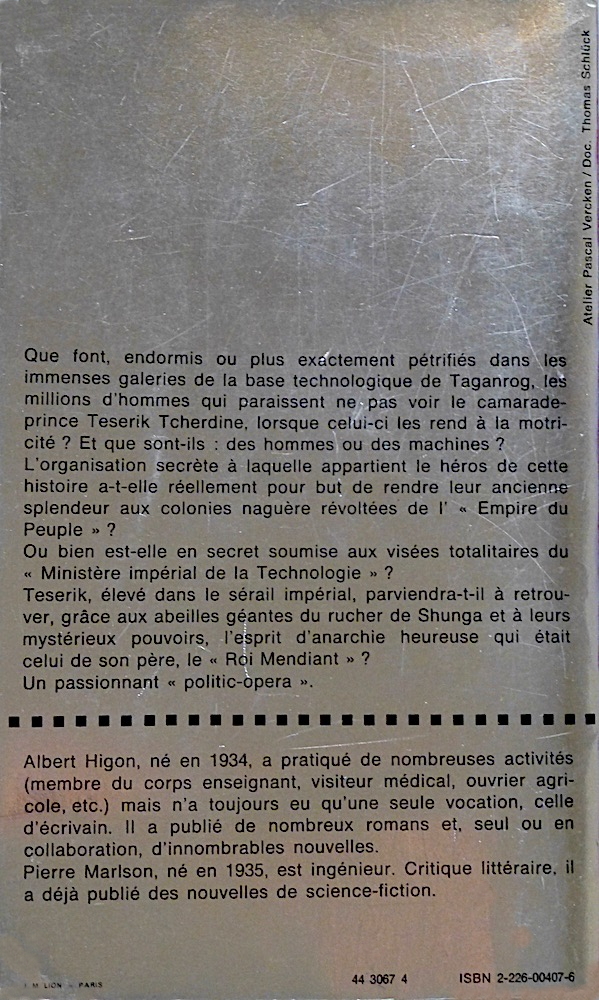 Atelier Pascal Vercken / Doc. Thomas Schlück
Que font, endormis ou plus exactement pétrifiés dans les
immenses galeries de la base technologique de Taganrog, les
millions d'hommes qui paraissent ne pas voir le camarade-
prince Teserik Tcherdine, lorsque celui-ci les rend à la motri-
cité ? Et que sont-ils : des hommes ou des machines ?
L'organisation secrète à laquelle appartient le héros de cette
histoire a-t-elle réellement pour but de rendre leur ancienne
splendeur aux colonies naguère révoltées de l' « Empire du
Peuple » ?
Ou bien est-elle en secret soumise aux visées totalitaires du
« Ministère impérial de la Technologie » ?
Teserik, élevé dans le sérail impérial, parviendra-t-il à retrou-
ver, grâce aux abeilles géantes du rucher de Shunga et à leurs
mystérieux pouvoirs, l'esprit d'anarchie heureuse qui était
celui de son père, le « Roi Mendiant » ?
Un passionnant « politic-opera ».
Albert Higon, né en 1934, a pratiqué de nombreuses activités
(membre du corps enseignant, visiteur médical, ouvrier agri-
cole, etc.) mais n'a toujours eu qu'une seule vocation, celle
d'écrivain. Il a publié de nombreux romans et, seul ou en
collaboration, d'innombrables nouvelles.
Pierre Marlson, né en 1935, est ingénieur. Critique littéraire, il
a déjà publié des nouvelles de science-fiction.
M LION - PARIS
44 3067 4
ISBN 2-226-00407-6